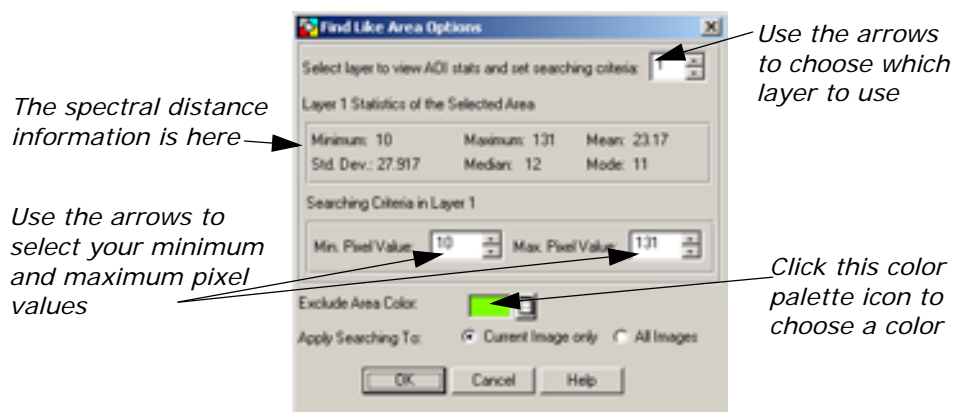 Find Like Area Options
Use the arrows
to choose which
layer to use
Select layer to view AOI stats and set searching criteria: 1
The spectral distance
information is here
Layer 1 Statistics of the Selected Area
Minimum: 10 Maximum: 131 Mean: 23.17
Std. Dev.: 27.917 Median: 12 Mode: 11
Use the arrows to
select your minimum
and maximum pixel
values
Searching Criteria in Layer 1
Min. Pixel Value: 10 Max. Pixel Value: 131
Click this color
palette icon to
choose a color
Exclude Area Color:
Apply Searching To: Current Image only All Images
OK Cancel Help